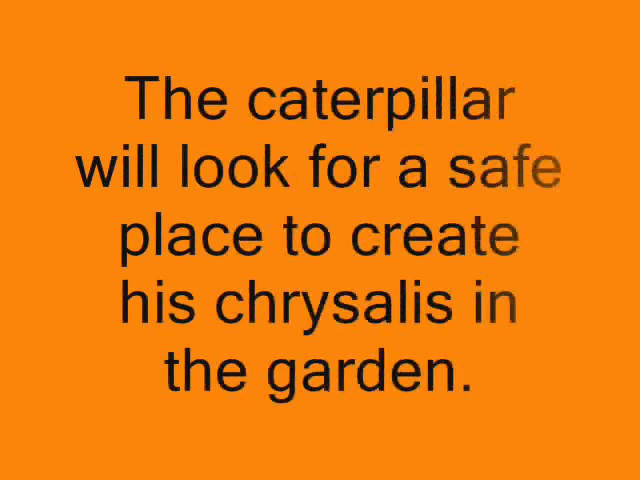 The caterpillar
will look for a safe
place to create
his chrysalis in
the garden.